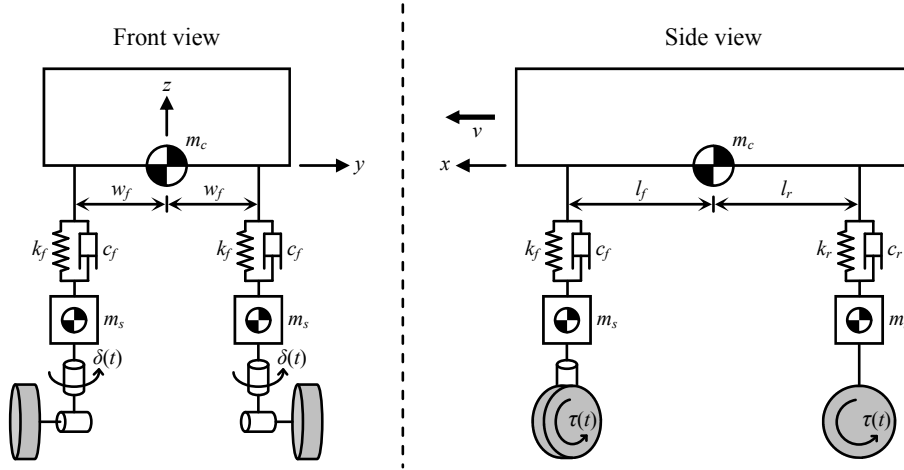 Front view
Side view
z
m_c
v
m_c
y
x
w_f
w_f
l_f
l_r
k_f
c_f
k_f
c_f
k_f
c_f
k_r
c_r
m_s
m_s
m_s
m
δ(t)
δ(t)
τ(t)
τ(t)